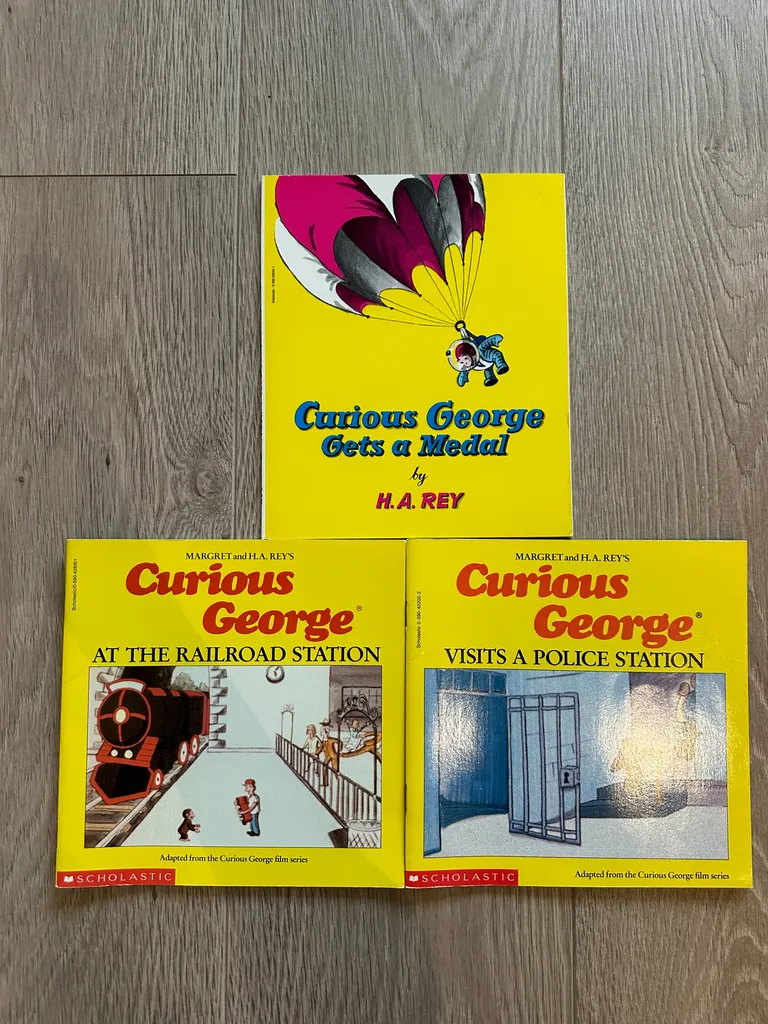 Curious George
Gets a Medal
by
H.A. REY
MARGRET and H.A. REY'S
Curious
George®
AT THE RAILROAD STATION
Adapted from the Curious George film series
SCHOLASTIC
MARGRET and H.A. REY'S
Curious
George®
VISITS A POLICE STATION
Adapted from the Curious George film series
SCHOLASTIC